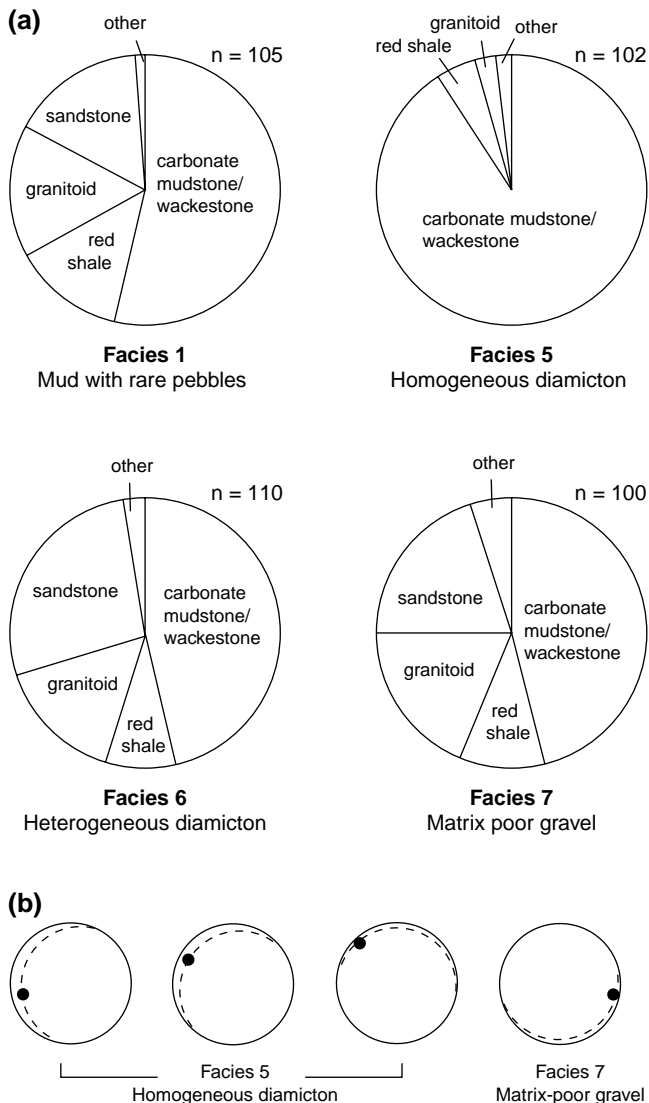 (a)
other
n = 105
sandstone
granitoid
red
shale
carbonate
mudstone/
wackestone
Facies 1
Mud with rare pebbles
granitoid
red shale
other
n = 102
carbonate mudstone/
wackestone
Facies 5
Homogeneous diamicton
other
n = 110
sandstone
granitoid
red
shale
carbonate
mudstone/
wackestone
Facies 6
Heterogeneous diamicton
other
n = 100
sandstone
granitoid
red
shale
carbonate
mudstone/
wackestone
Facies 7
Matrix poor gravel
(b)
Facies 5
Homogeneous diamicton
Facies 7
Matrix-poor gravel